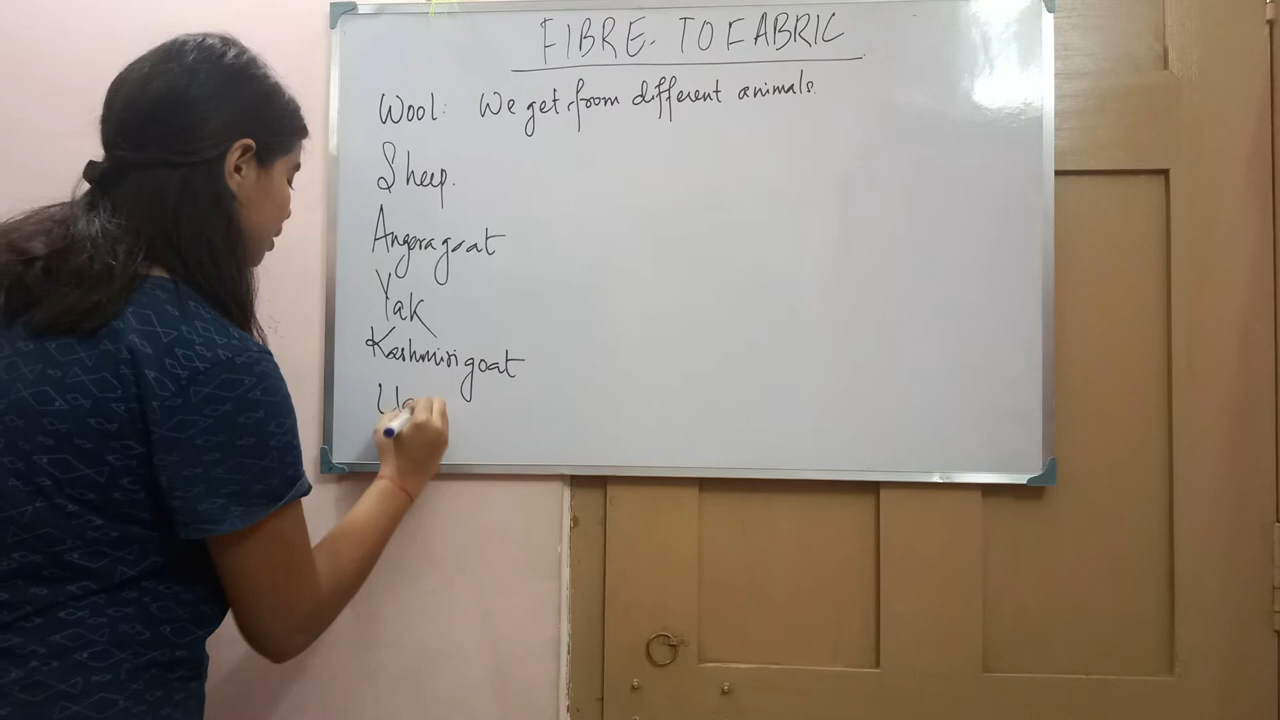 FIBRE TO FABRIC
Wool: We get from different animals.
Sheep.
Angora goat
Yak
Kashmiri goat